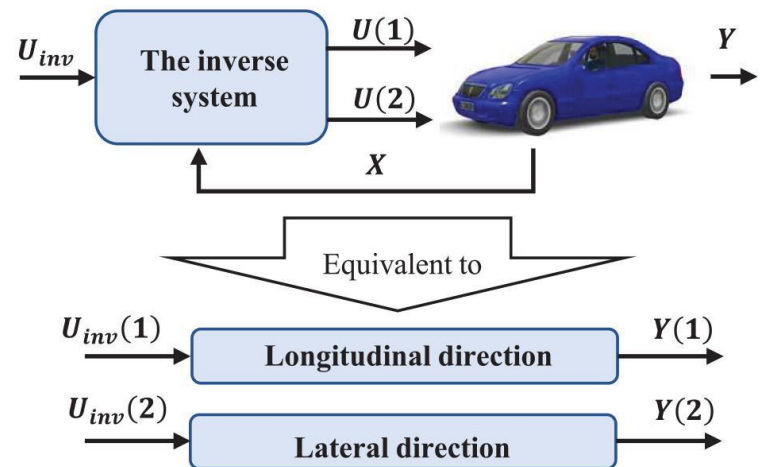 U_inv
The inverse
system
U(1)
U(2)
Y
X
Equivalent to
U_inv(1)
Longitudinal direction
Y(1)
U_inv(2)
Lateral direction
Y(2)